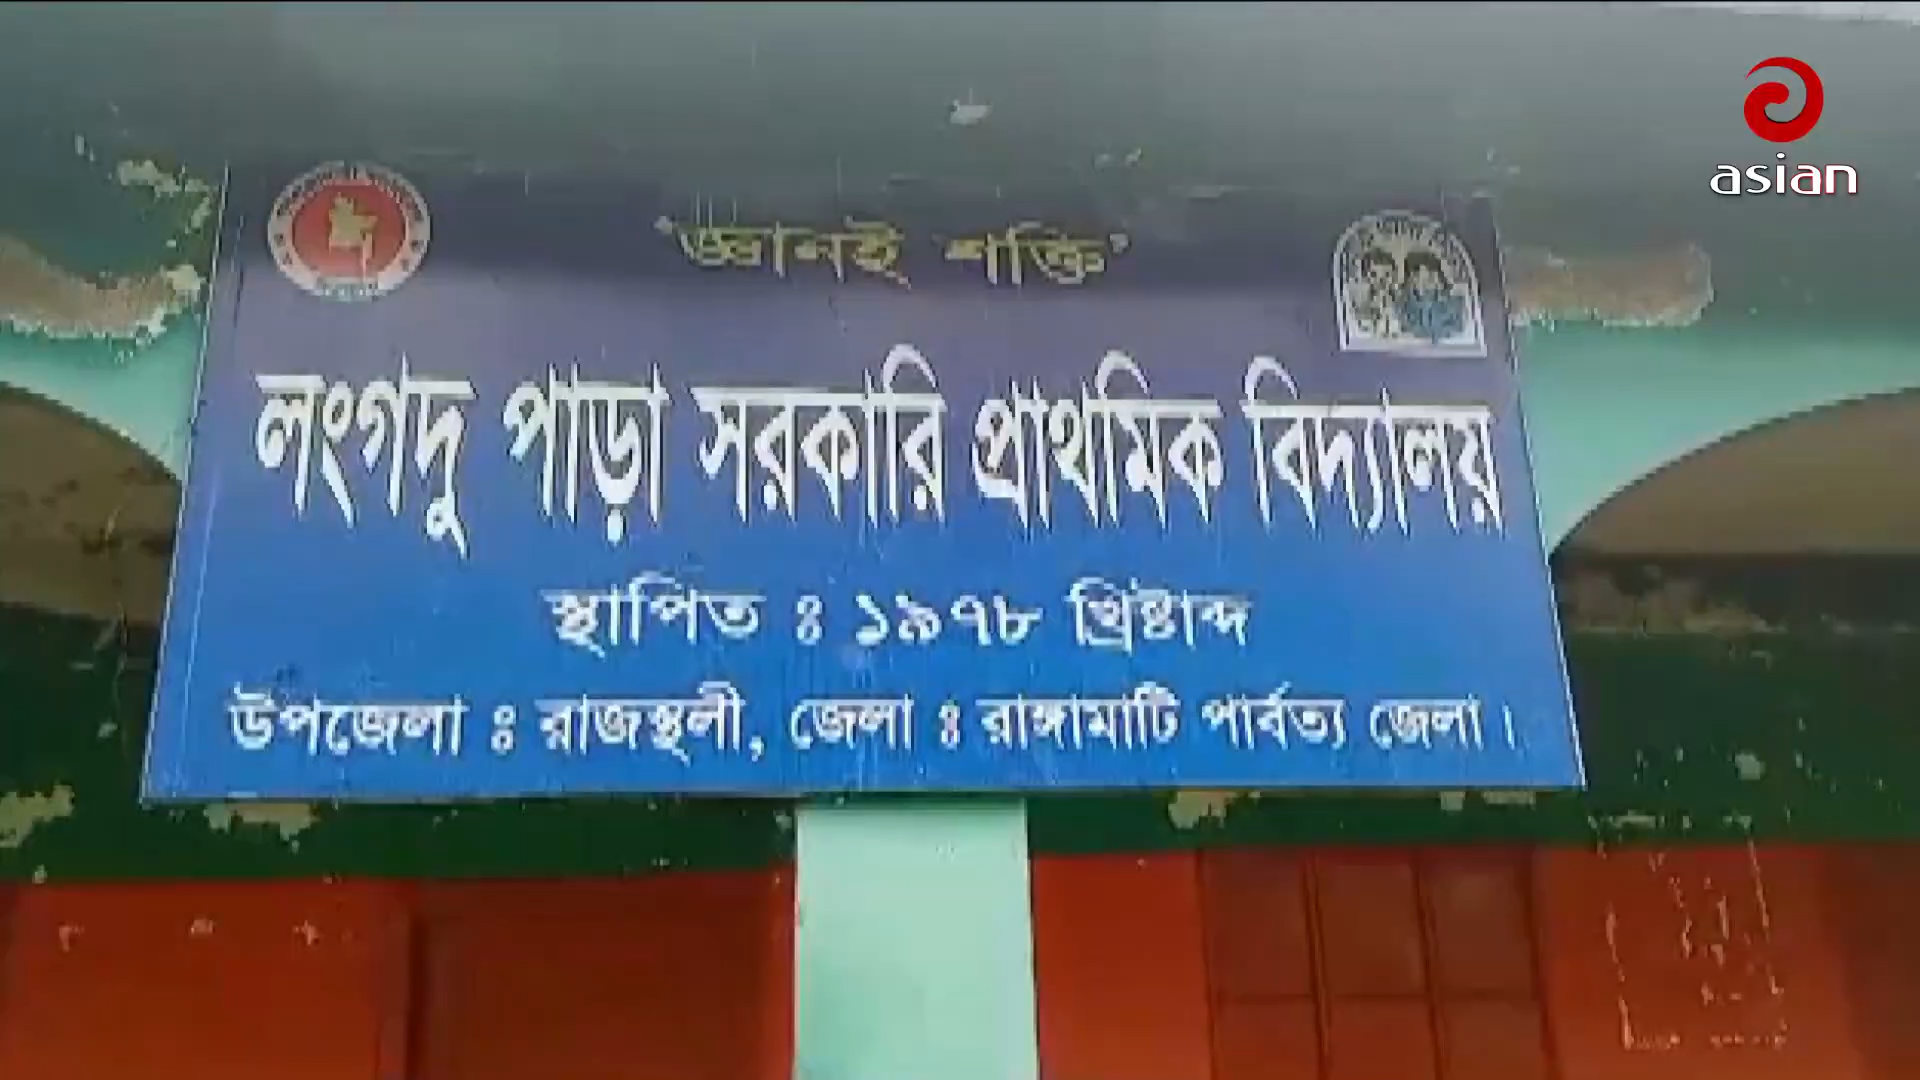 'জ্ঞানই শক্তি'
লংগদু পাড়া সরকারি প্রাথমিক বিদ্যালয়
স্থাপিত ঃ ১৯৭৮ খ্রিষ্টাব্দ
উপজেলা ঃ রাজস্থলী, জেলা ঃ রাঙ্গামাটি পার্বত্য জেলা।
asian